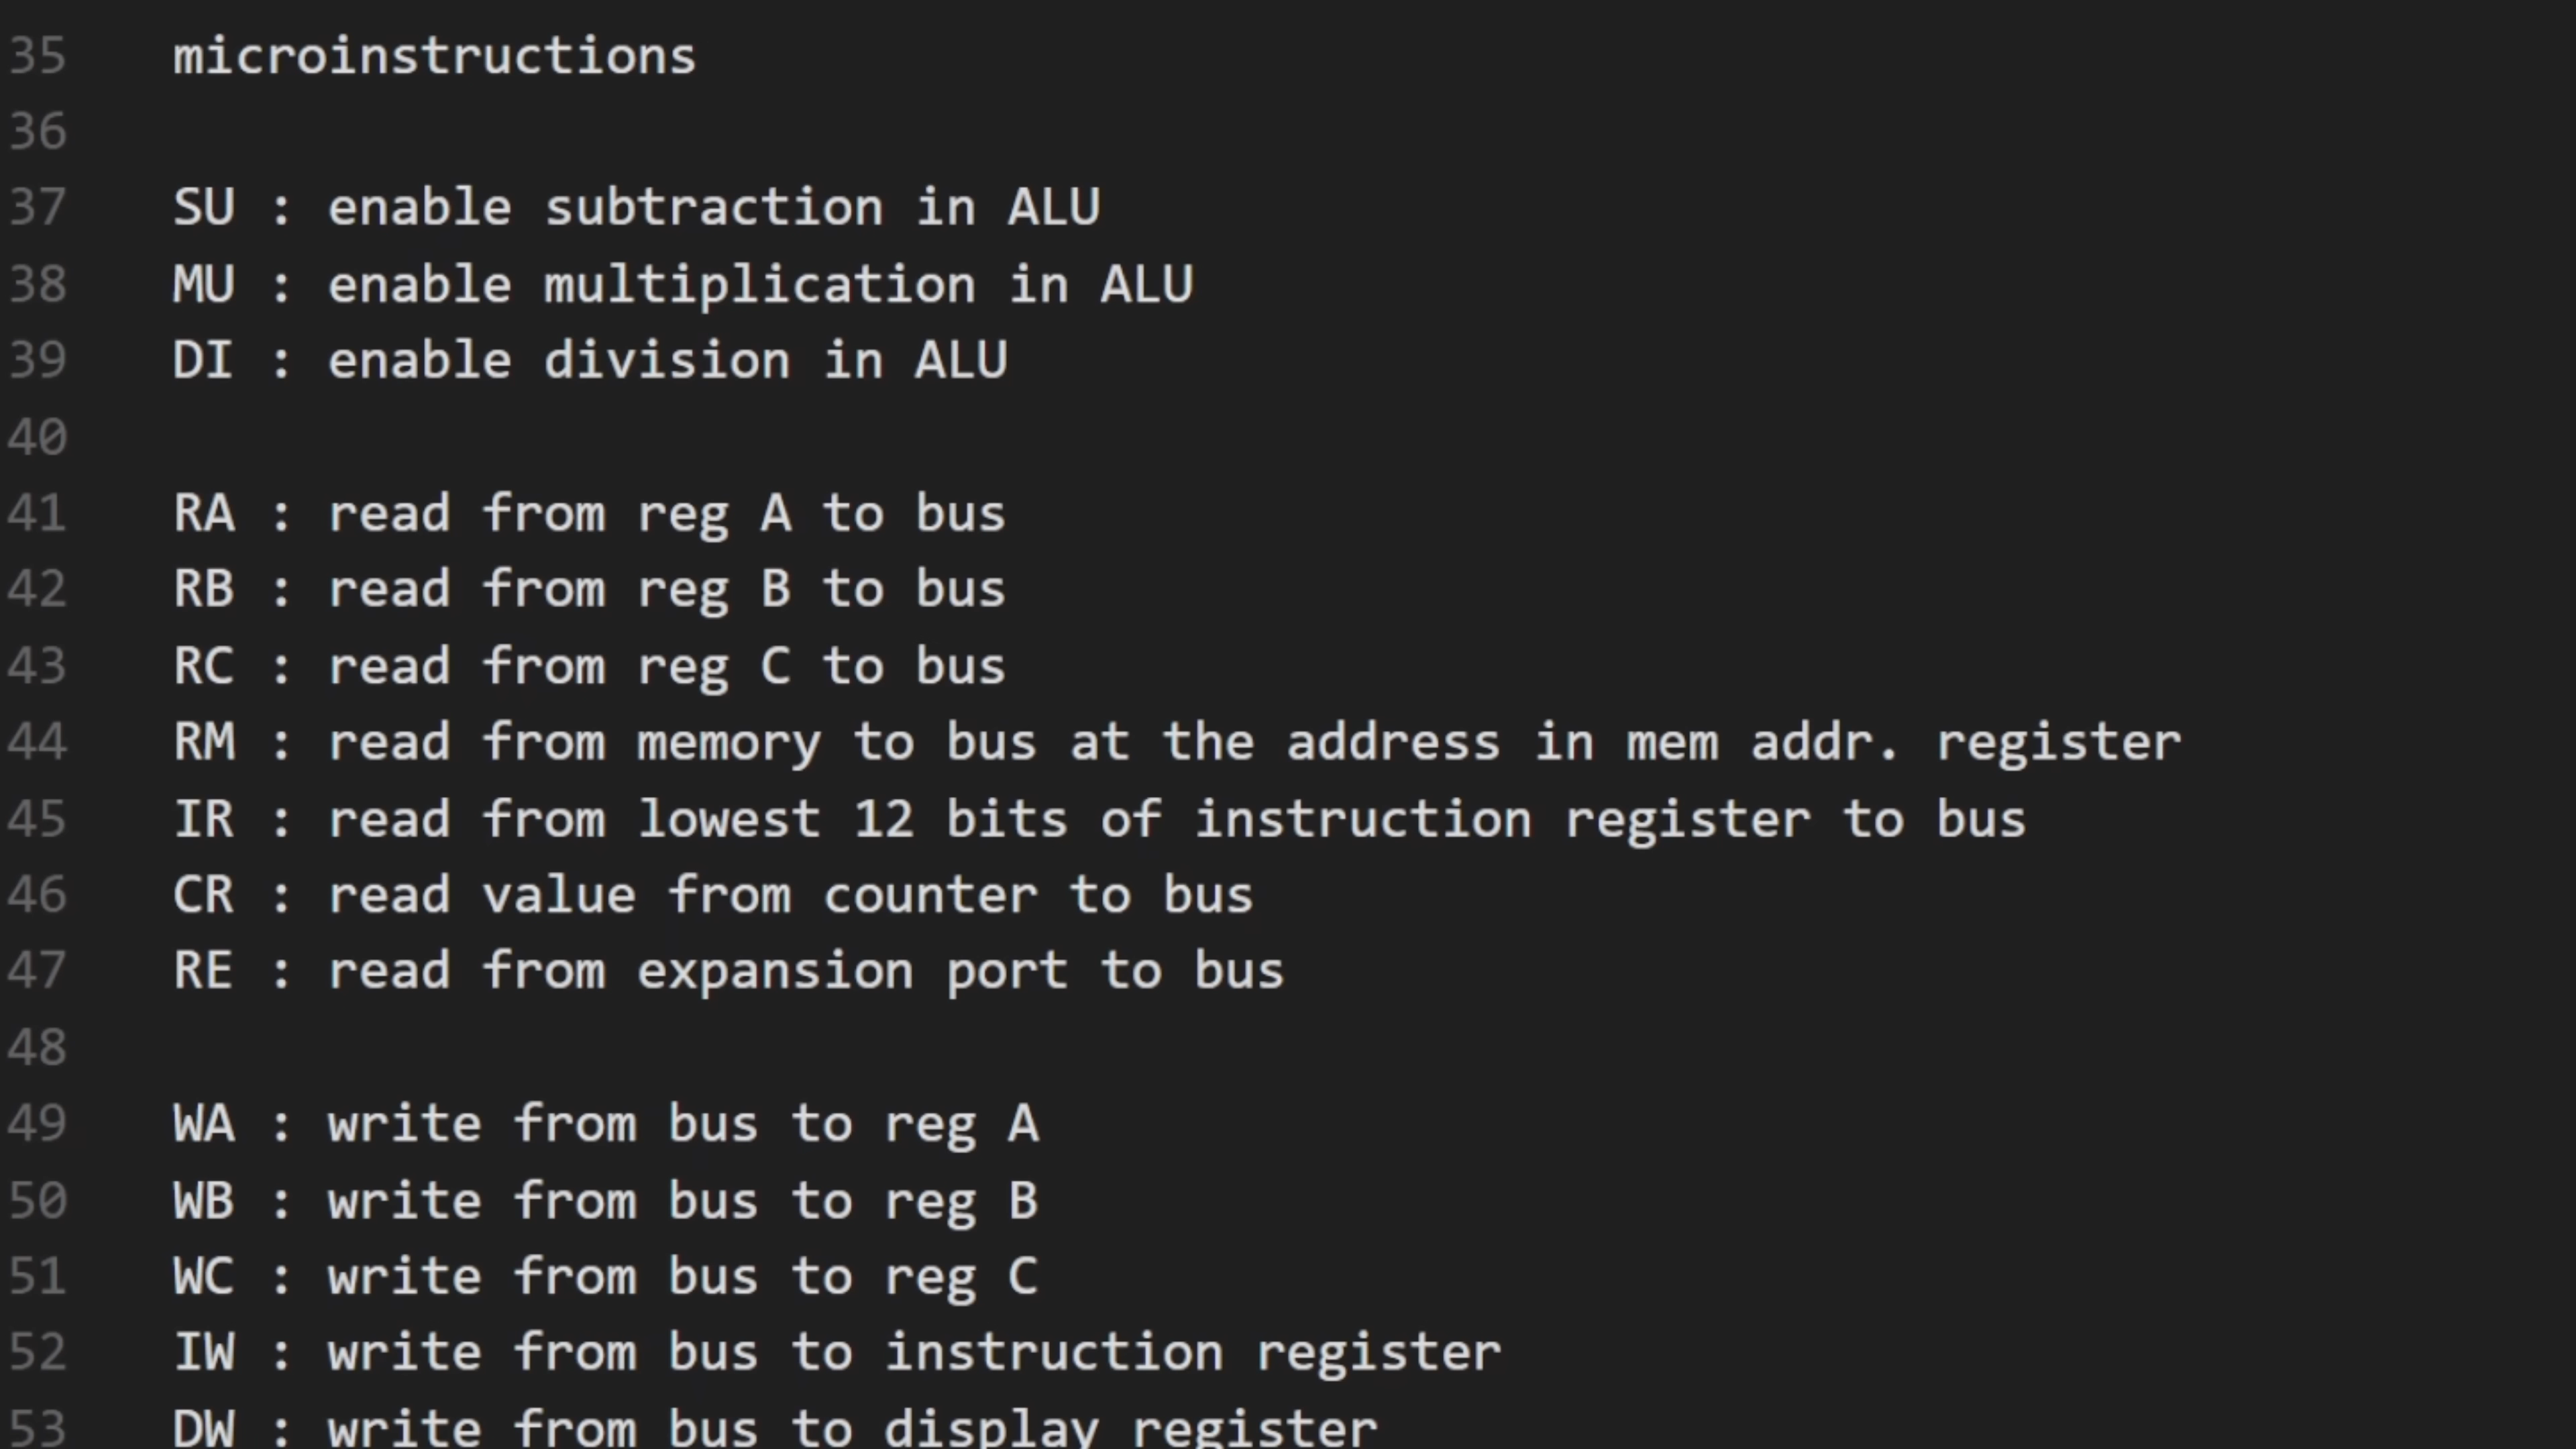 35 microinstructions
36
37 SU : enable subtraction in ALU
38 MU : enable multiplication in ALU
39 DI : enable division in ALU
40
41 RA : read from reg A to bus
42 RB : read from reg B to bus
43 RC : read from reg C to bus
44 RM : read from memory to bus at the address in mem addr. register
45 IR : read from lowest 12 bits of instruction register to bus
46 CR : read value from counter to bus
47 RE : read from expansion port to bus
48
49 WA : write from bus to reg A
50 WB : write from bus to reg B
51 WC : write from bus to reg C
52 IW : write from bus to instruction register
53 DW : write from bus to display register